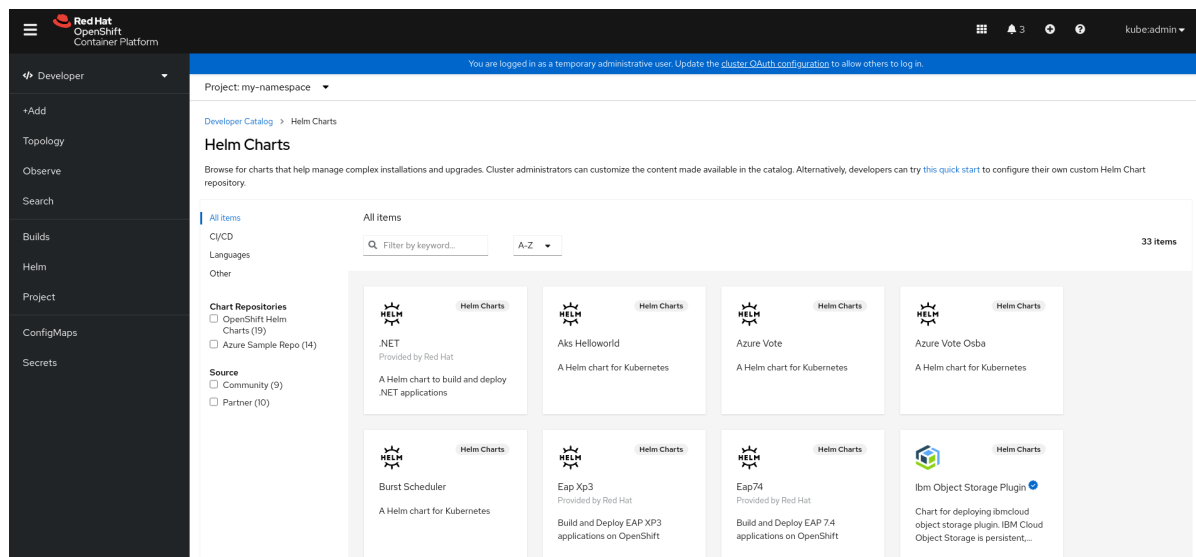 Red Hat
OpenShift
Container Platform
3
kube:admin
Developer
You are logged in as a temporary administrative user. Update the cluster OAuth configuration to allow others to log in.
Project: my-namespace
+Add
Topology
Observe
Search
Builds
Helm
Project
ConfigMaps
Secrets
Developer Catalog > Helm Charts
Helm Charts
Browse for charts that help manage complex installations and upgrades. Cluster administrators can customize the content made available in the catalog. Alternatively, developers can try this quick start to configure their own custom Helm Chart
repository.
All items
CI/CD
Languages
Other
Chart Repositories
OpenShift Helm
Charts (19)
Azure Sample Repo (14)
Source
Community (9)
Partner (10)
All items
Filter by keyword...
A-Z
33 items
HELM
Helm Charts
.NET
Provided by Red Hat
A Helm chart to build and deploy
.NET applications
HELM
Helm Charts
Aks Helloworld
A Helm chart for Kubernetes
HELM
Helm Charts
Azure Vote
A Helm chart for Kubernetes
HELM
Helm Charts
Azure Vote Osba
A Helm chart for Kubernetes
HELM
Helm Charts
Burst Scheduler
A Helm chart for Kubernetes
HELM
Helm Charts
Eap Xp3
Provided by Red Hat
Build and Deploy EAP XP3
applications on OpenShift
HELM
Helm Charts
Eap74
Provided by Red Hat
Build and Deploy EAP 7.4
applications on OpenShift
Helm Charts
Ibm Object Storage Plugin
Chart for deploying ibmcloud
object storage plugin. IBM Cloud
Object Storage is persistent,...